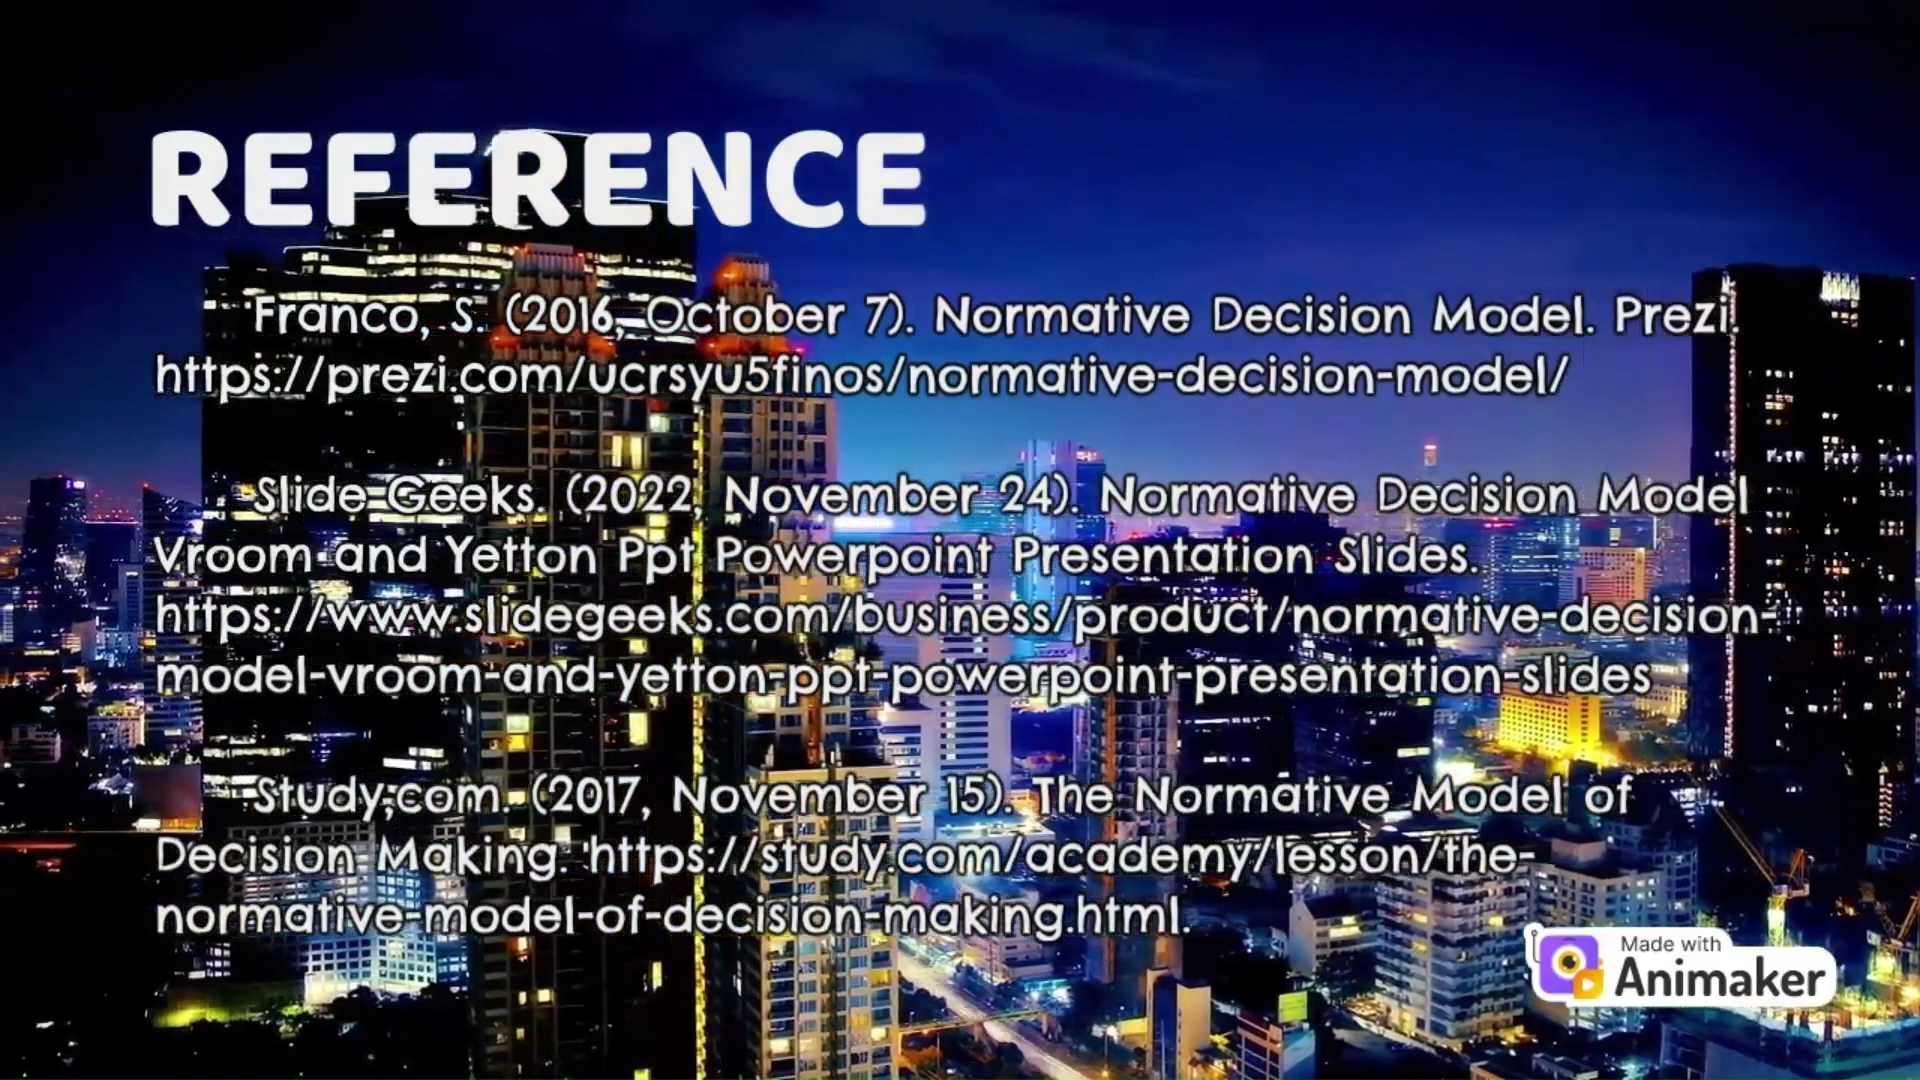 REFERENCE
Franco, S. (2016, October 7). Normative Decision Model. Prezi.
https://prezi.com/ucrsyu5finos/normative-decision-model/
Slide Geeks. (2022, November 24). Normative Decision Model
Vroom and Yetton Ppt Powerpoint Presentation Slides.
https://www.slidegeeks.com/business/product/normative-decision-
model-vroom-and-yetton-ppt-powerpoint-presentation-slides
Study.com. (2017, November 15). The Normative Model of
Decision Making. https://study.com/academy/lesson/the-
normative-model-of-decision-making.html.
Made with
Animaker